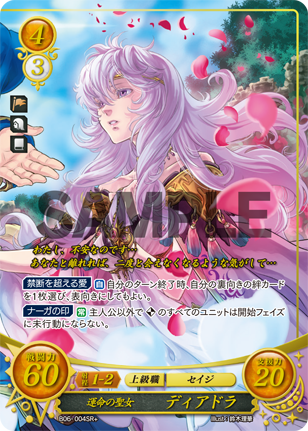 4
3
SAMPLE
わたし、不安なのです…
あなたと離れれば、二度と会えなくなるような気がして…
禁断を超える愛 自 自分のターン終了時、自分の裏向きの絆カード
を1枚選び、表向きにしてもよい。
ナーガの印 常 主人公以外で のすべてのユニットは開始フェイズ
に未行動にならない。
戦闘力
60
射程 1-2 上級職 セイジ
支援力
20
運命の聖女 ディアドラ
B06/004SR+
illust:鈴木理華